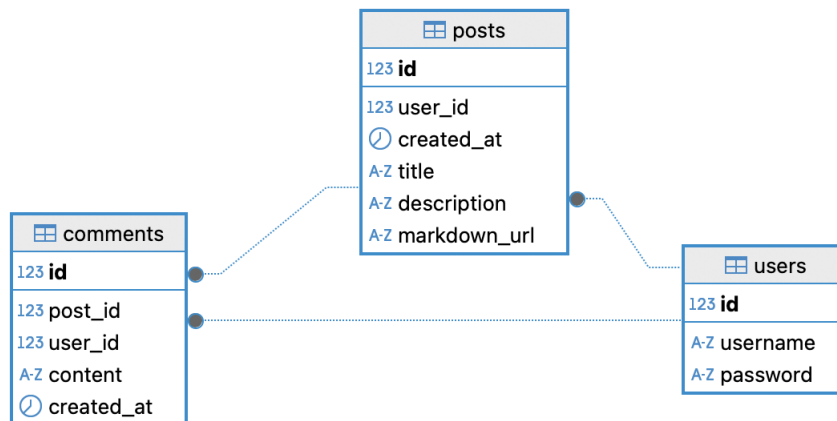 posts
123 id
123 user_id
created_at
A-Z title
A-Z description
A-Z markdown_url
comments
123 id
123 post_id
123 user_id
A-Z content
created_at
users
123 id
A-Z username
A-Z password